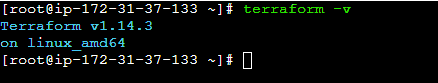 [root@ip-172-31-37-133 ~]# terraform -v
Terraform v1.14.3
on linux_amd64
[root@ip-172-31-37-133 ~]#